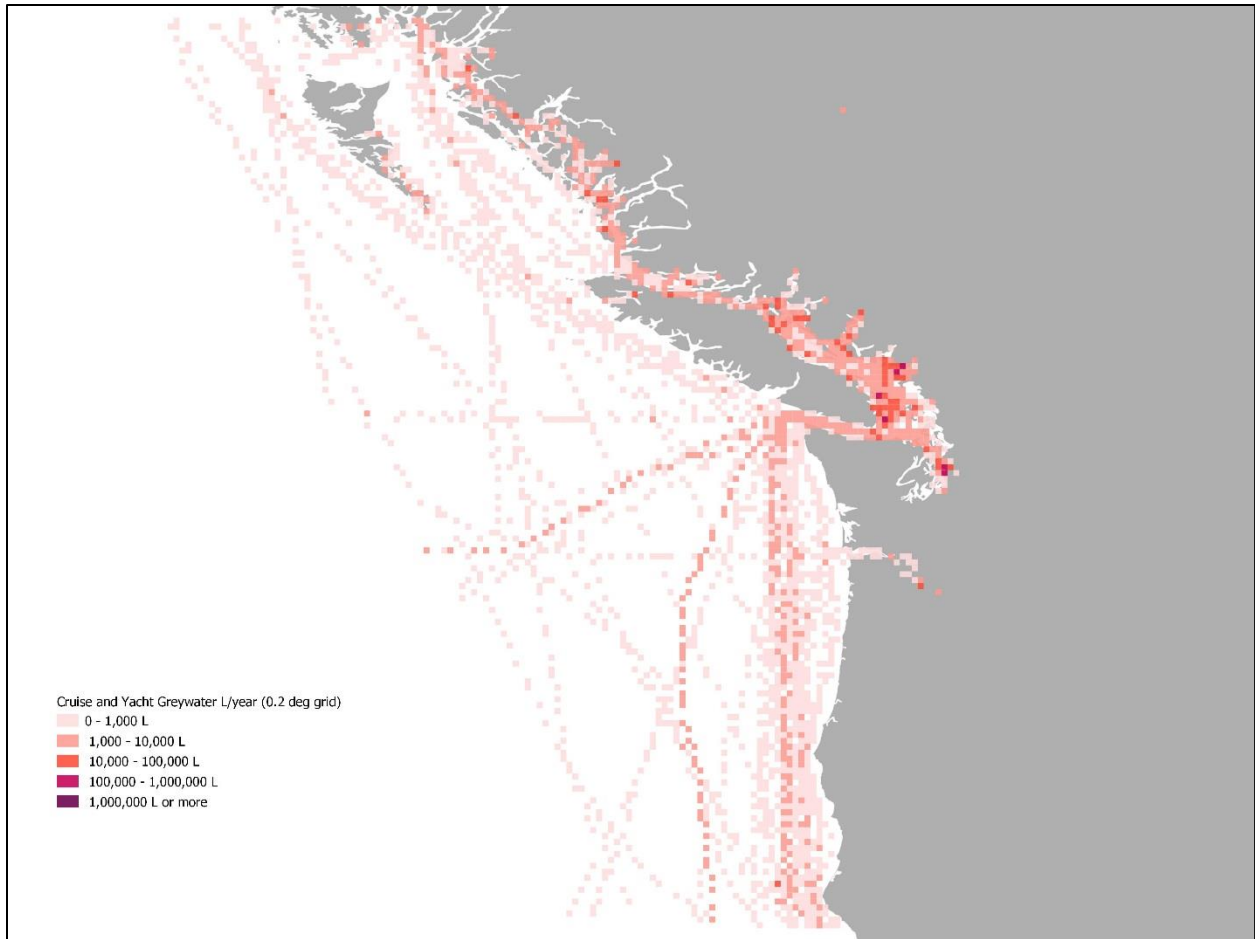 Cruise and Yacht Greywater L/year (0.2 deg grid)
0 - 1,000 L
1,000 - 10,000 L
10,000 - 100,000 L
100,000 - 1,000,000 L
1,000,000 L or more